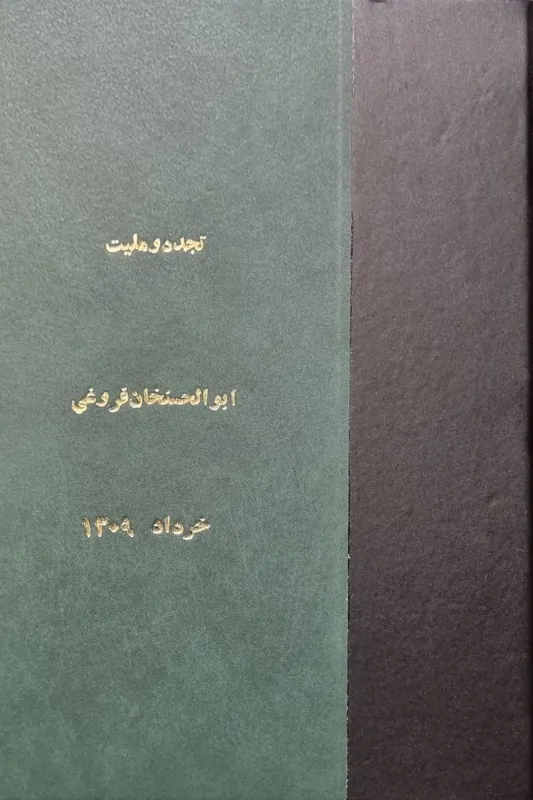 تجدد و ملیت
ابوالحسنخان فروغی
خرداد ۱۳۰۹